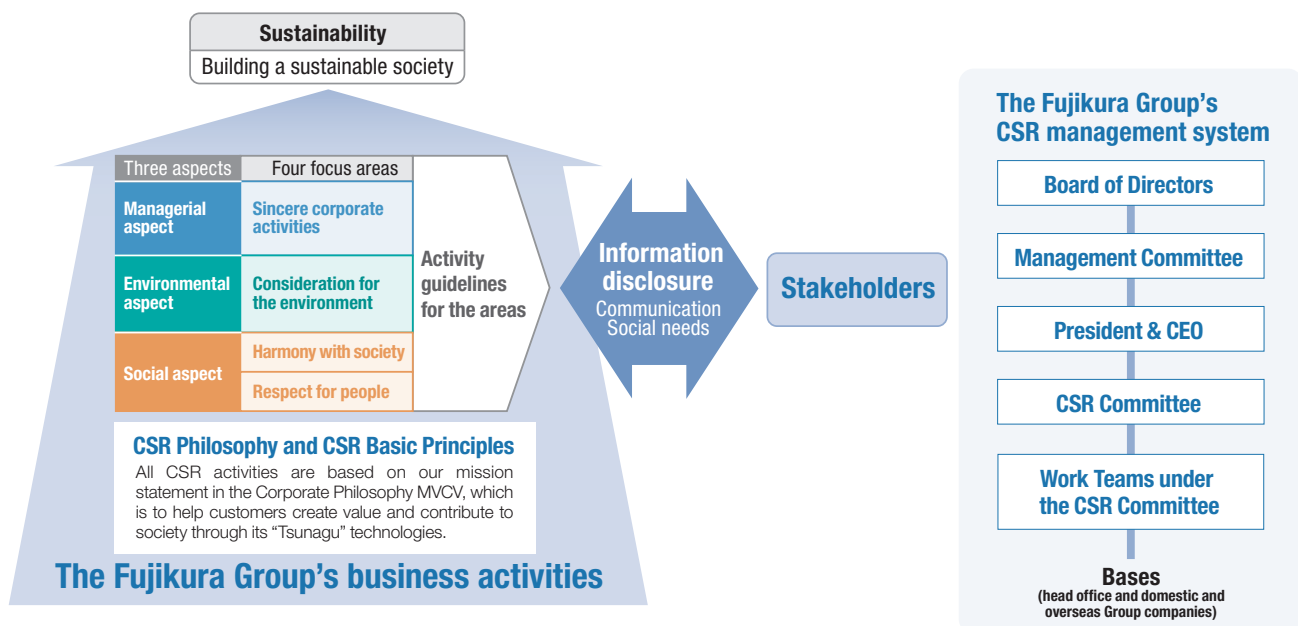 Sustainability
Building a sustainable society
Three aspects
Four focus areas
Managerial
aspect
Sincere corporate
activities
Environmental
aspect
Consideration for
the environment
Social aspect
Harmony with society
Respect for people
Activity
guidelines
for the areas
CSR Philosophy and CSR Basic Principles
All CSR activities are based on our mission
statement in the Corporate Philosophy MVCV, which
is to help customers create value and contribute to
society through its “Tsunagu” technologies.
The Fujikura Group’s business activities
Information
disclosure
Communication
Social needs
Stakeholders
The Fujikura Group’s
CSR management system
Board of Directors
Management Committee
President & CEO
CSR Committee
Work Teams under
the CSR Committee
Bases
(head office and domestic and
overseas Group companies)